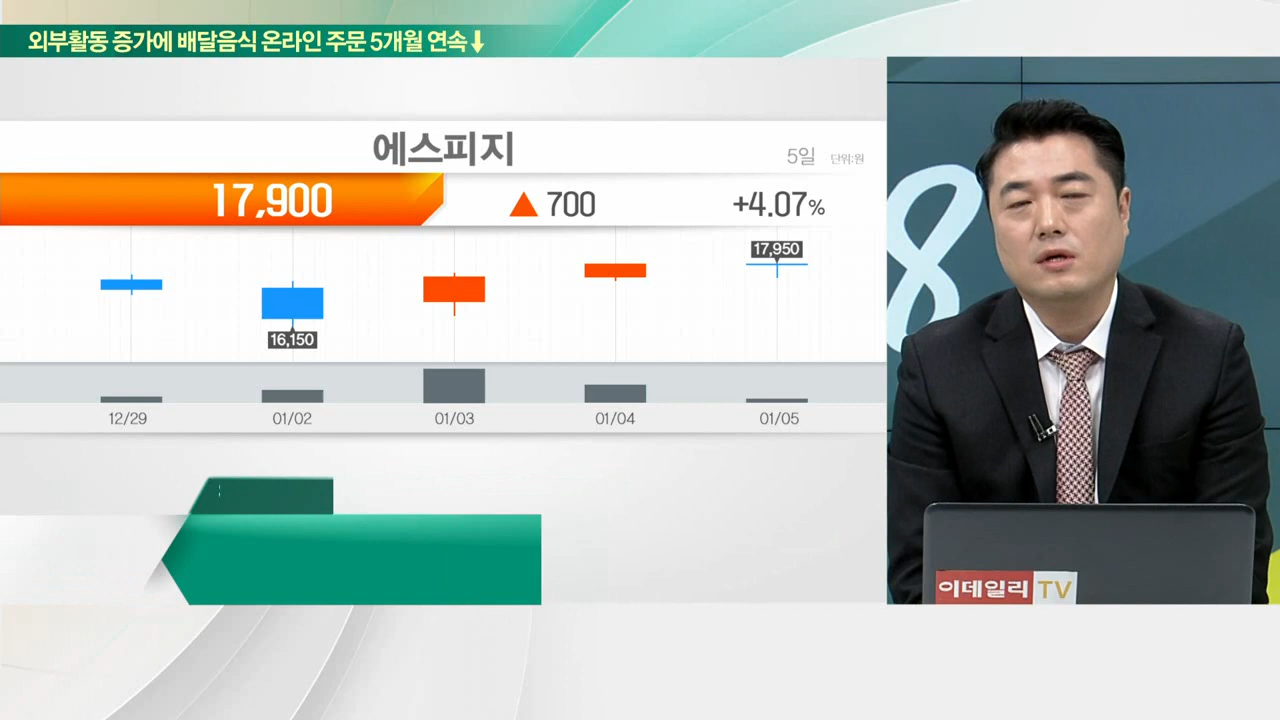 외부활동 증가에 배달음식 온라인 주문 5개월 연속↓
에스피지
5일 단위:원
17,900 ▲ 700 +4.07%
17,950
16,150
12/29 01/02 01/03 01/04 01/05
8
이데일리 TV